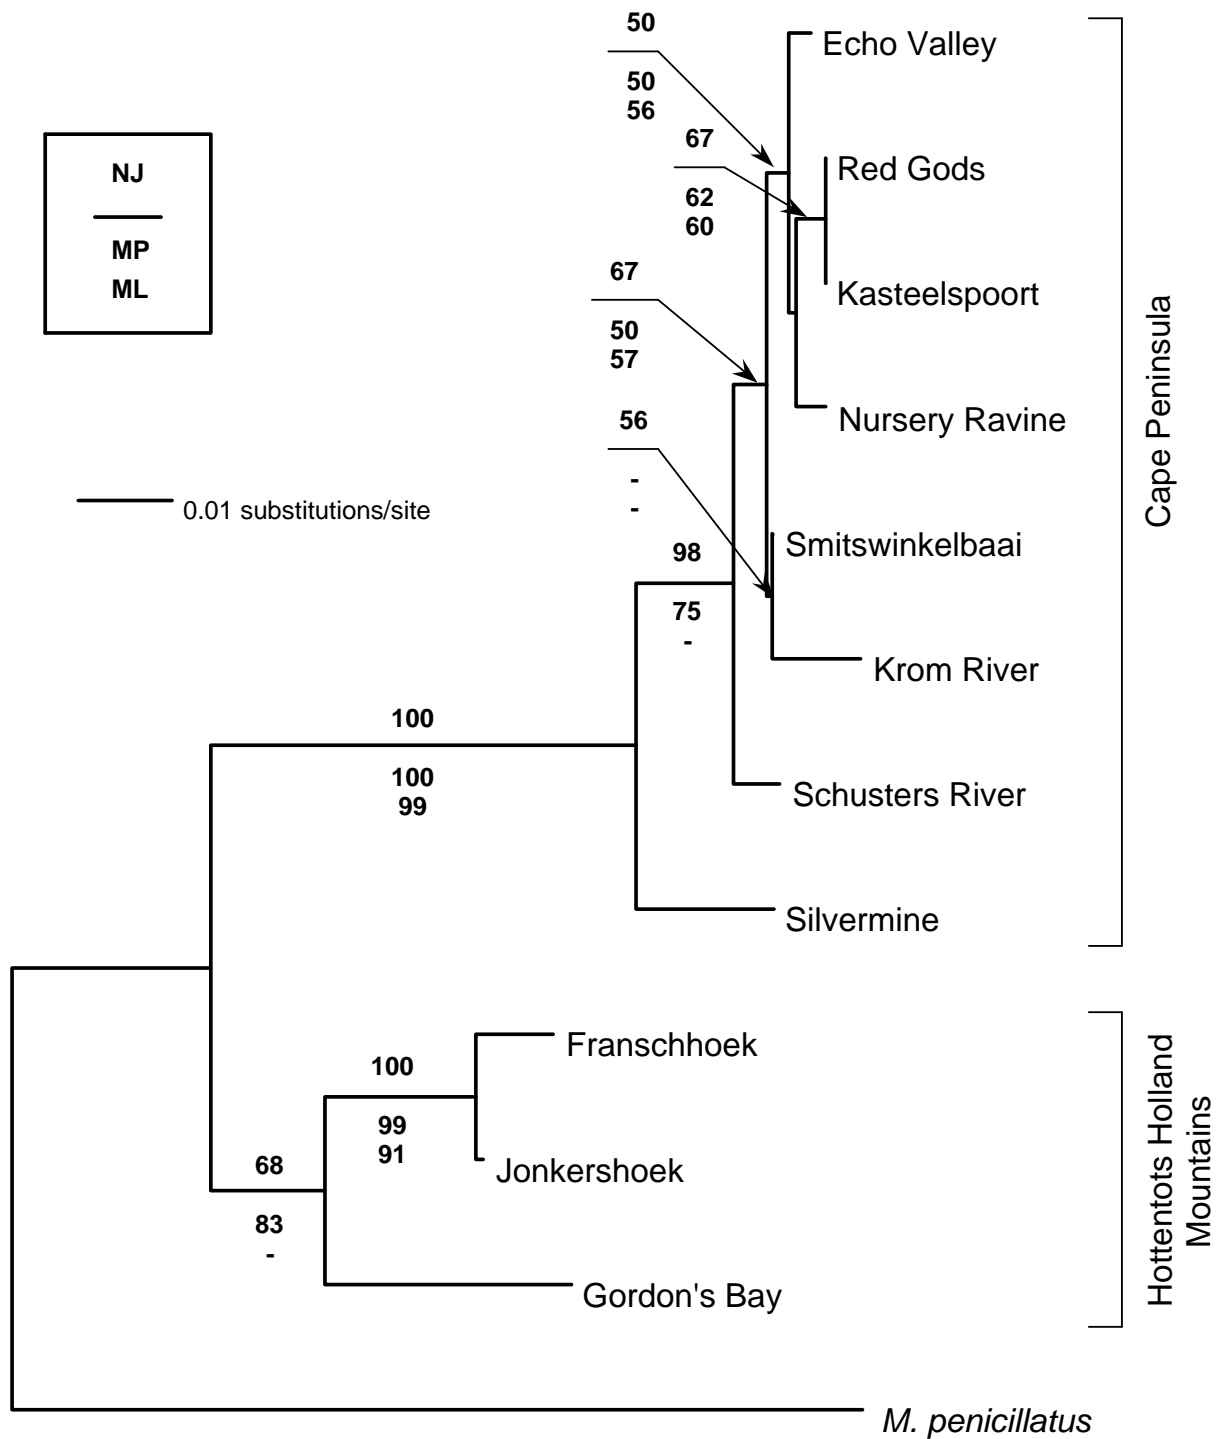 50
Echo Valley
50
56
67
NJ
Red Gods
62
60
MP
ML
67
Kasteelspoort
50
57
Cape Peninsula
56
Nursery Ravine
-
-
0.01 substitutions/site
98
Smitswinkelbaai
75
-
Krom River
100
100
99
Schusters River
Silvermine
Franschhoek
100
99
91
Jonkershoek
Hottentots Holland
Mountains
68
83
-
Gordon's Bay
M. penicillatus